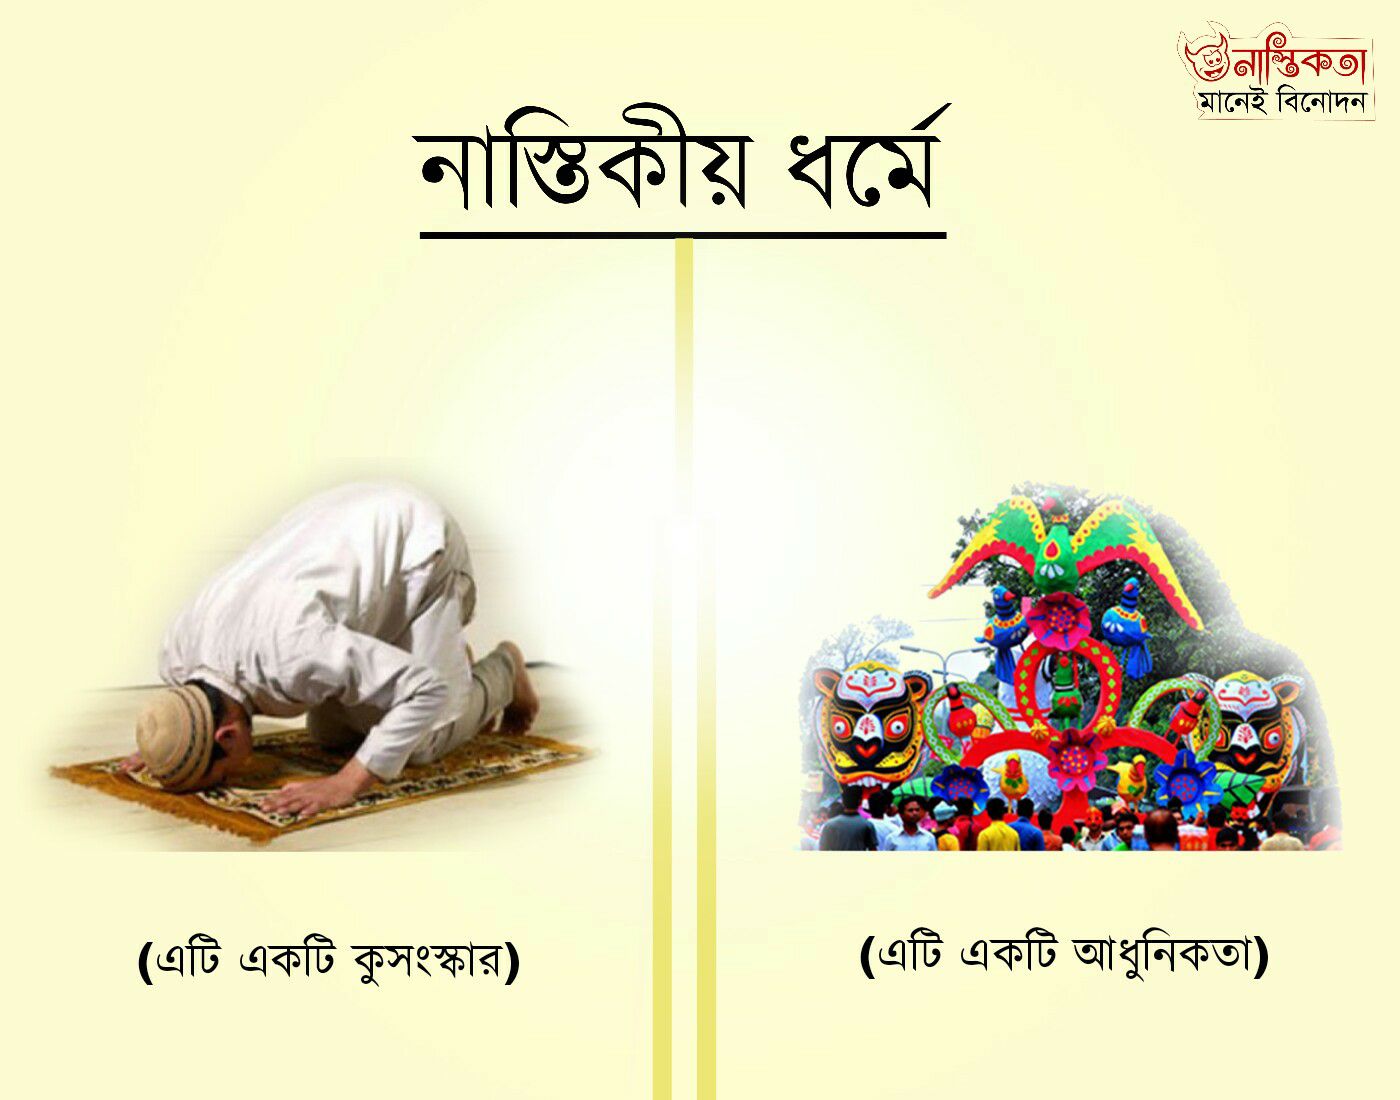 নাস্তিকতা
মানেই বিনোদন
নাস্তিকীয় ধর্মে
(এটি একটি কুসংস্কার)
(এটি একটি আধুনিকতা)